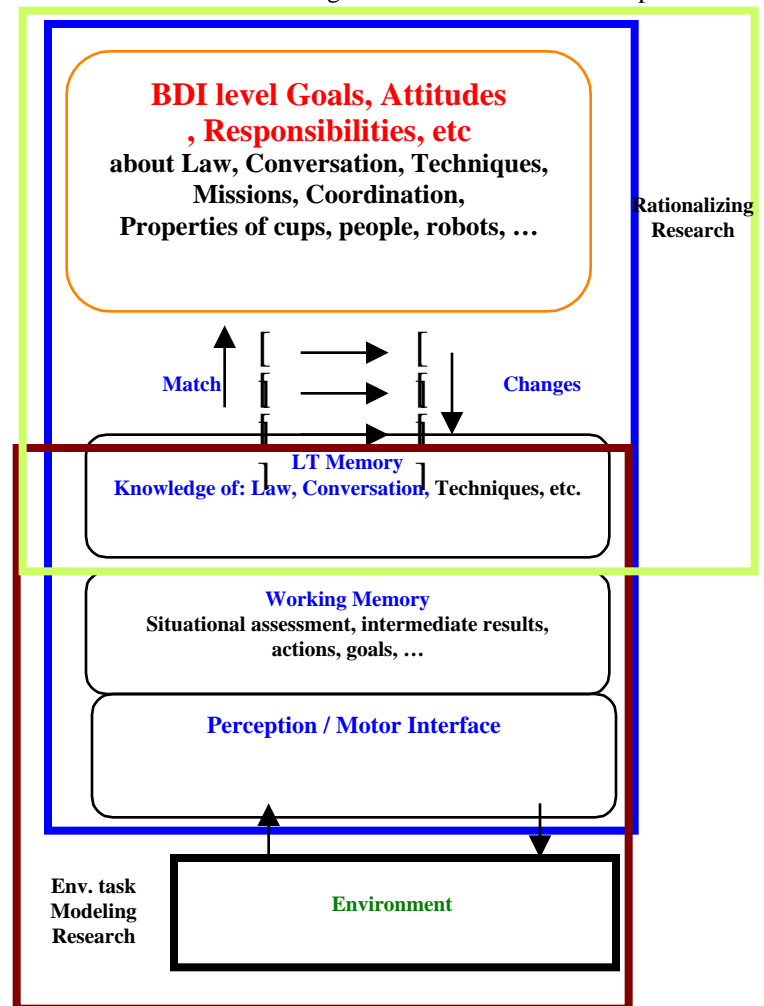 BDI level Goals, Attitudes
, Responsibilities, etc
about Law, Conversation, Techniques,
Missions, Coordination,
Properties of cups, people, robots, …
Rationalizing
Research
Match
[ [
] ]
[ [
] ]
[ [
] ]
Changes
LT Memory
Knowledge of: Law, Conversation, Techniques, etc.
Working Memory
Situational assessment, intermediate results,
actions, goals, …
Perception / Motor Interface
Env. task
Modeling
Research
Environment